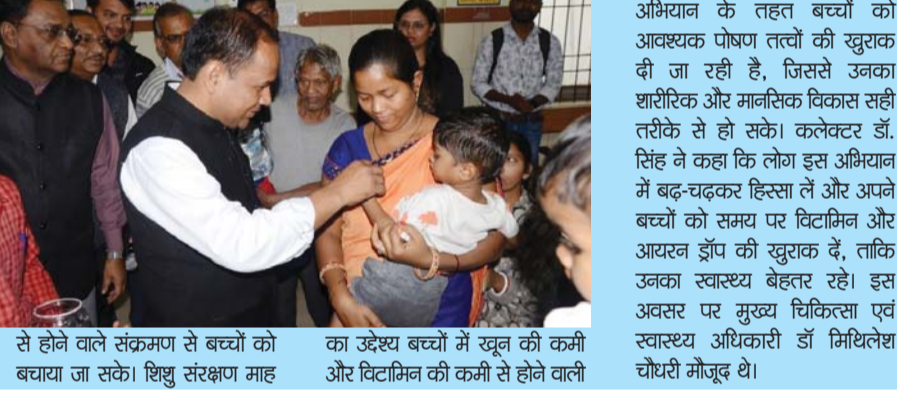 से होने वाले संक्रमण से बच्चों को
बचाया जा सके। शिशु संरक्षण माह
का उद्देश्य बच्चों में खून की कमी
और विटामिन की कमी से होने वाली
अभियान के तहत बच्चों को
आवश्यक पोषण तत्वों की खुराक
दी जा रही है, जिससे उनका
शारीरिक और मानसिक विकास सही
तरीके से हो सके। कलेक्टर डॉ.
सिंह ने कहा कि लोग इस अभियान
में बढ़-चढ़कर हिस्सा लें और अपने
बच्चों को समय पर विटामिन और
आयरन ड्रॉप की खुराक दें, ताकि
उनका स्वास्थ्य बेहतर रहे। इस
अवसर पर मुख्य चिकित्सा एवं
स्वास्थ्य अधिकारी डॉ मिथिलेश
चौधरी मौजूद थे।